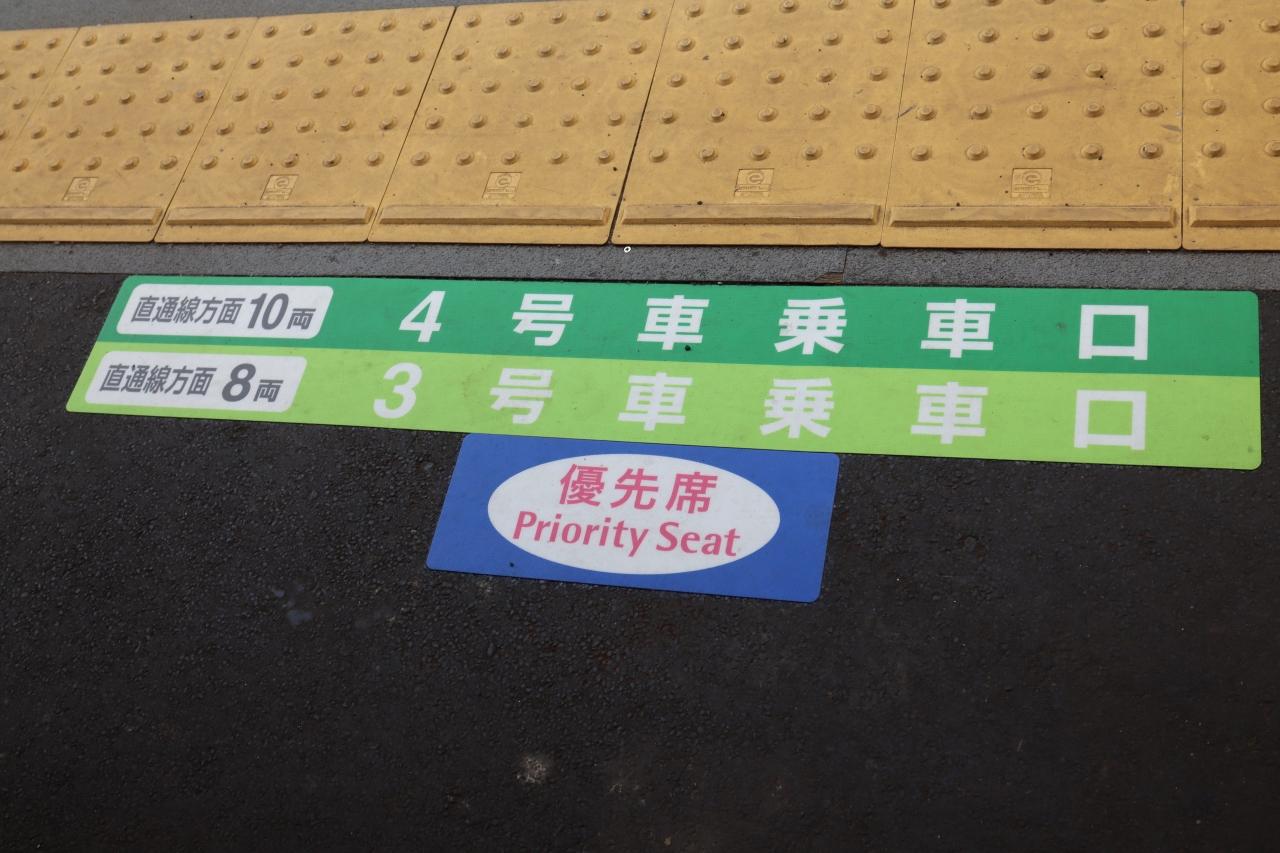 直通線方面10両 4号車乗車口
直通線方面8両 3号車乗車口
優先席
Priority Seat